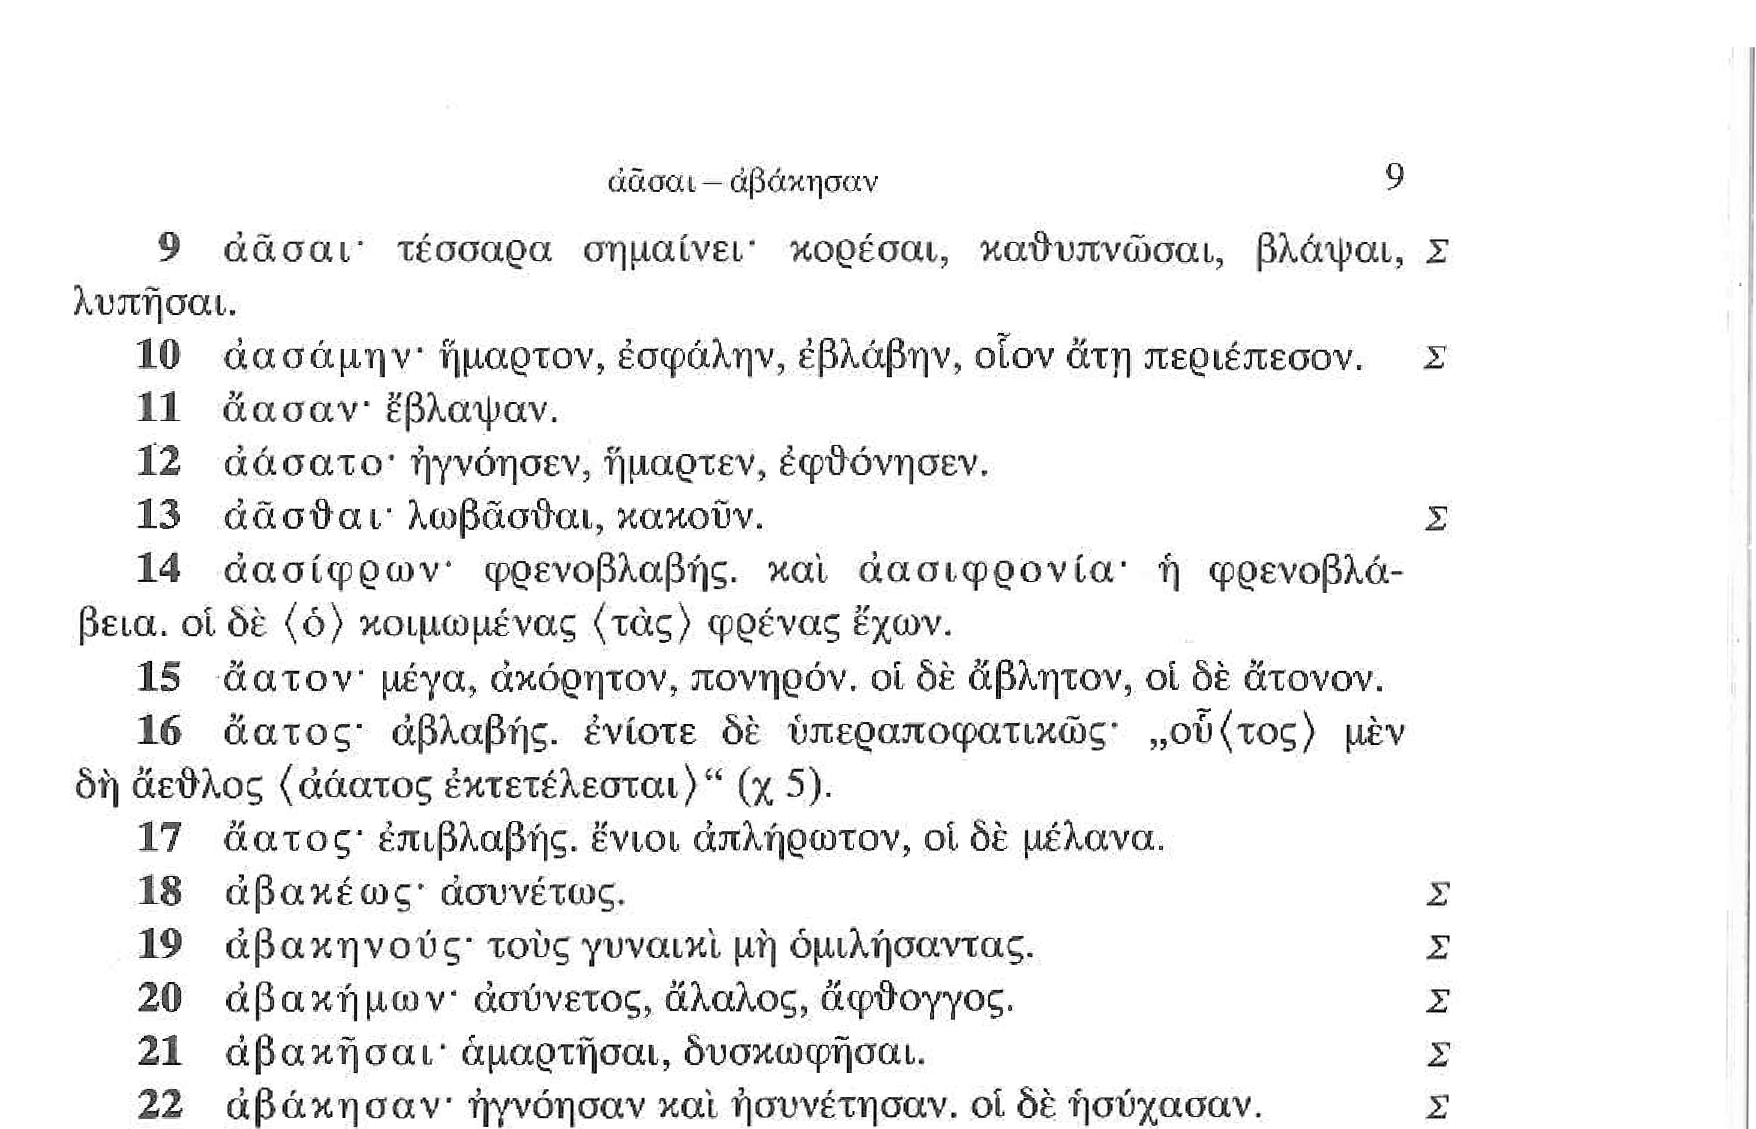 ἀᾶσαι – ἀβάκησαν 9
9 ἀᾶσαι· τέσσαρα σημαίνει· κορέσαι, καθυπνῶσαι, βλάψαι, Σ
λυπῆσαι.
10 ἀασάμην· ἥμαρτον, ἐσφάλην, ἐβλάβην, οἷον ἄτῃ περιέπεσον. Σ
11 ἄασαν· ἔβλαψαν.
12 ἀάσατο· ἠγνόησεν, ἥμαρτεν, ἐφθόνησεν.
13 ἀᾶσθαι· λωβᾶσθαι, κακοῦν. Σ
14 ἀασίφρων· φρενοβλαβής. καὶ ἀασιφρονία· ἡ φρενοβλά-
βεια. οἱ δὲ ⟨ὁ⟩ κοιμωμένας ⟨τὰς⟩ φρένας ἔχων.
15 ἄατον· μέγα, ἀκόρητον, πονηρόν. οἱ δὲ ἄβλητον, οἱ δὲ ἄτονον.
16 ἄατος· ἀβλαβής. ἐνίοτε δὲ ὑπεραποφατικῶς· „οὗ⟨τος⟩ μὲν
δὴ ἄεθλος ⟨ἀάατος ἐκτετέλεσται⟩“ (χ 5).
17 ἄατος· ἐπιβλαβής. ἔνιοι ἀπλήρωτον, οἱ δὲ μέλανα.
18 ἀβακέως· ἀσυνέτως. Σ
19 ἀβακηνούς· τοὺς γυναικὶ μὴ ὁμιλήσαντας. Σ
20 ἀβακήμων· ἀσύνετος, ἄλαλος, ἄφθογγος. Σ
21 ἀβακῆσαι· ἁμαρτῆσαι, δυσκωφῆσαι. Σ
22 ἀβάκησαν· ἠγνόησαν καὶ ἠσυνέτησαν. οἱ δὲ ἡσύχασαν. Σ